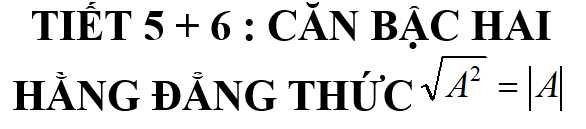 TIẾT 5 + 6 : CĂN BẬC HAI
HẰNG ĐẲNG THỨC √A² = |A|